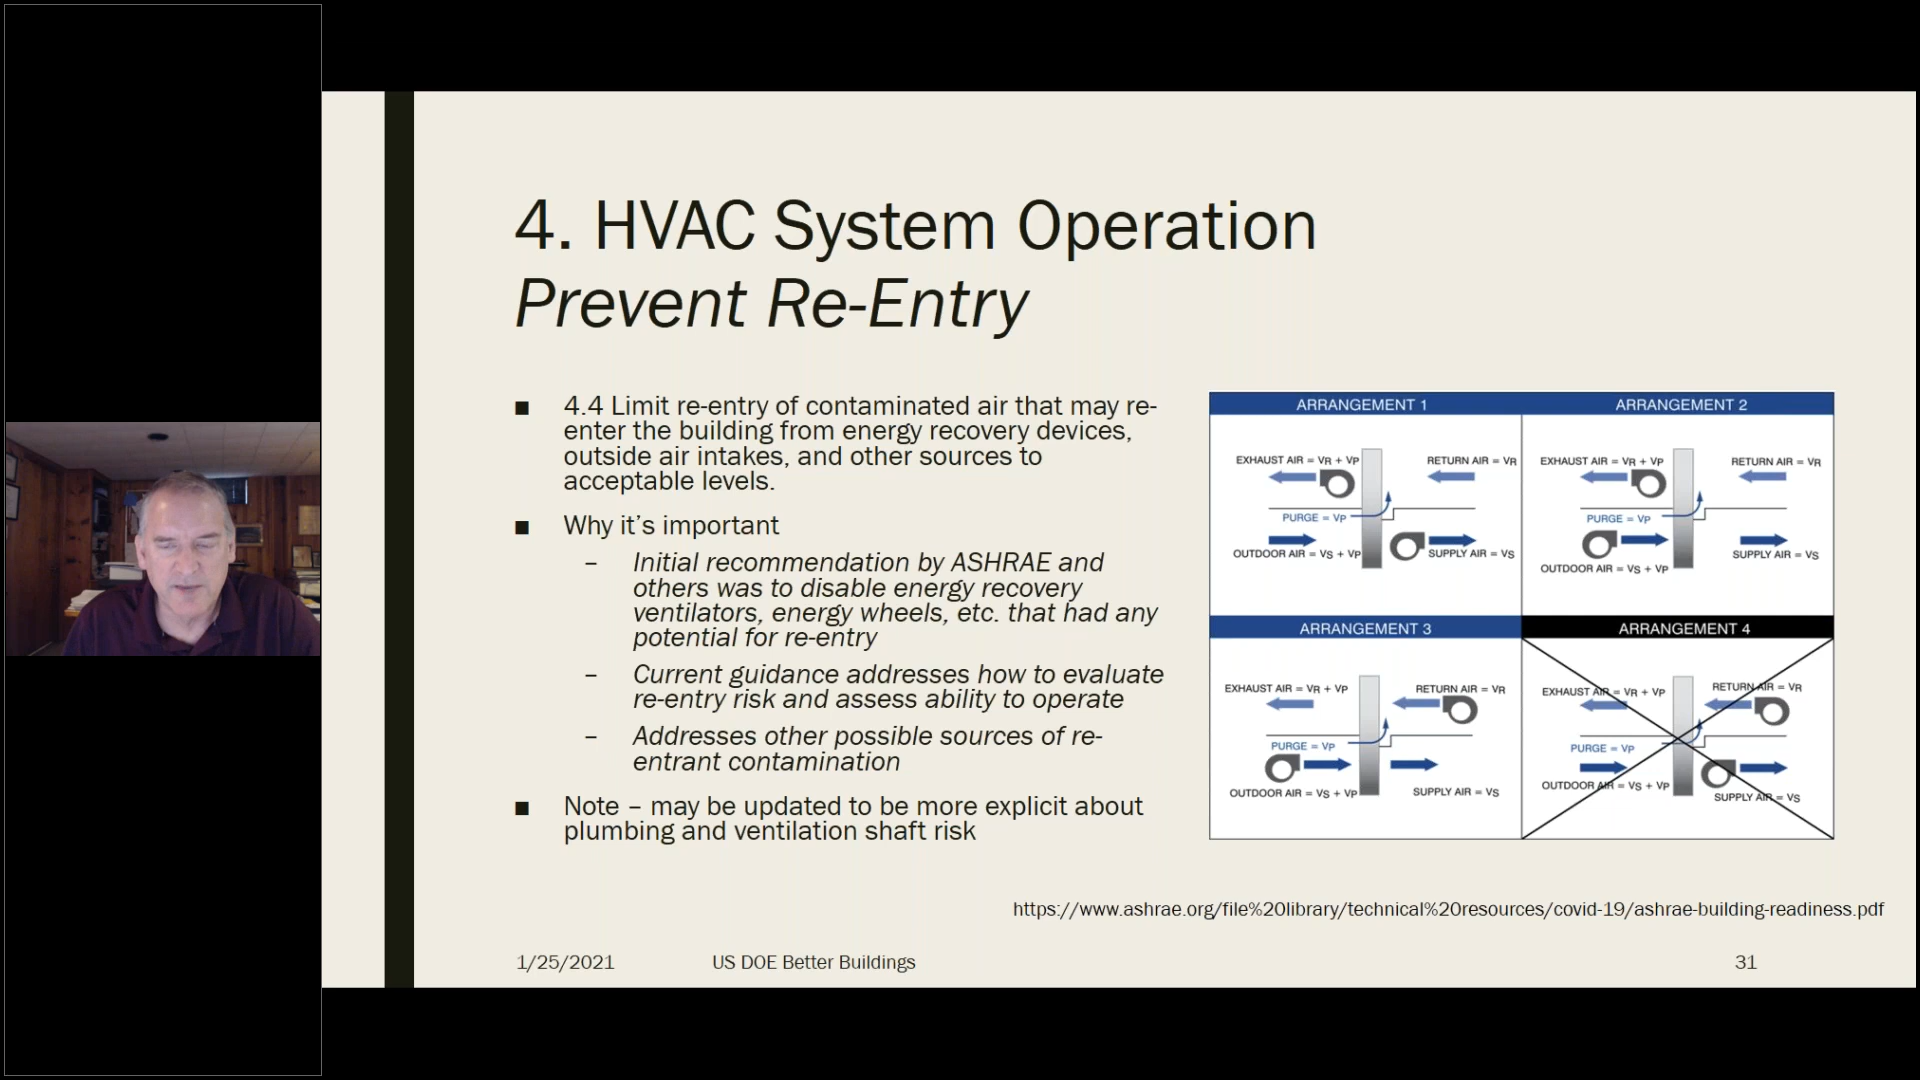 4. HVAC System Operation
Prevent Re-Entry
■ 4.4 Limit re-entry of contaminated air that may re-
enter the building from energy recovery devices,
outside air intakes, and other sources to
acceptable levels.
■ Why it's important
– Initial recommendation by ASHRAE and
others was to disable energy recovery
ventilators, energy wheels, etc. that had any
potential for re-entry
– Current guidance addresses how to evaluate
re-entry risk and assess ability to operate
– Addresses other possible sources of re-
entrant contamination
■ Note – may be updated to be more explicit about
plumbing and ventilation shaft risk
ARRANGEMENT 1
EXHAUST AIR = VR + VP
RETURN AIR = VR
PURGE = VP
OUTDOOR AIR = VS + VP
SUPPLY AIR = VS
ARRANGEMENT 2
EXHAUST AIR = VR + VP
RETURN AIR = VR
PURGE = VP
SUPPLY AIR = VS
OUTDOOR AIR = VS + VP
ARRANGEMENT 3
EXHAUST AIR = VR + VP
RETURN AIR = VR
PURGE = VP
OUTDOOR AIR = VS + VP
SUPPLY AIR = VS
ARRANGEMENT 4
EXHAUST AIR = VR + VP
RETURN AIR = VR
PURGE = VP
OUTDOOR AIR = VS + VP
SUPPLY AIR = VS
https://www.ashrae.org/file%20library/technical%20resources/covid-19/ashrae-building-readiness.pdf
1/25/2021
US DOE Better Buildings
31